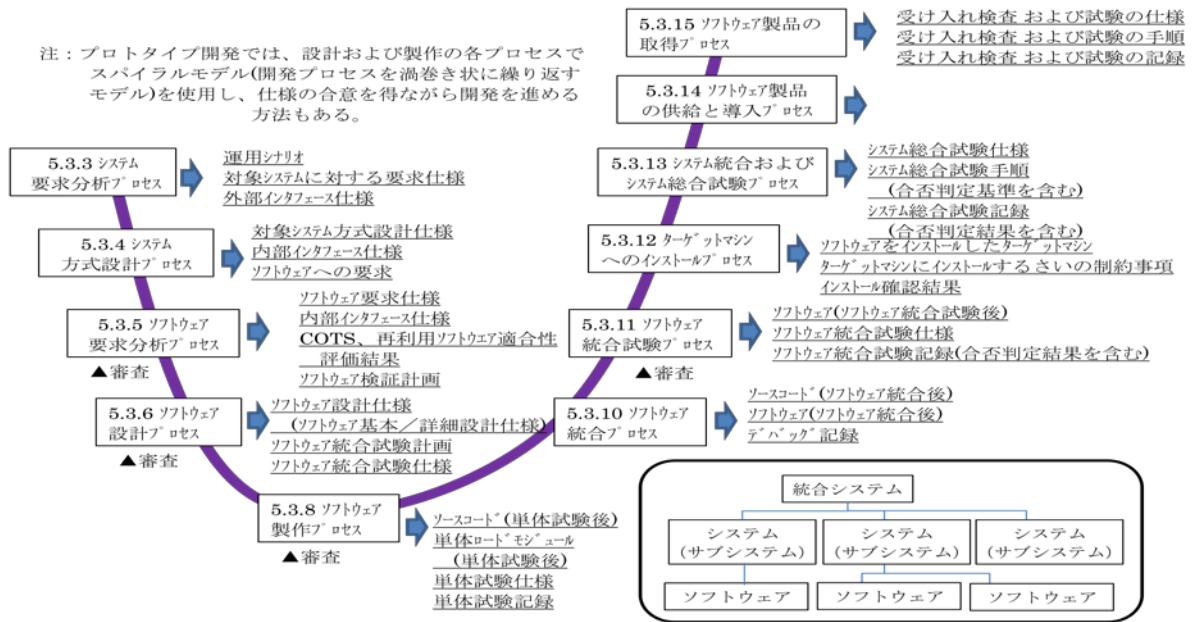 注：プロトタイプ開発では、設計および製作の各プロセスで
スパイラルモデル(開発プロセスを渦巻き状に繰り返す
モデル)を使用し、仕様の合意を得ながら開発を進める
方法もある。
5.3.3 ｼｽﾃﾑ
要求分析ﾌﾟﾛｾｽ
運用ｼﾅﾘｵ
対象ｼｽﾃﾑに対する要求仕様
外部ｲﾝﾀﾌｪｰｽ仕様
5.3.4 ｼｽﾃﾑ
方式設計ﾌﾟﾛｾｽ
対象ｼｽﾃﾑ方式設計仕様
内部ｲﾝﾀﾌｪｰｽ仕様
ｿﾌﾄｳｪｱへの要求
5.3.5 ｿﾌﾄｳｪｱ
要求分析ﾌﾟﾛｾｽ
▲審査
ｿﾌﾄｳｪｱ要求仕様
内部ｲﾝﾀﾌｪｰｽ仕様
COTS、再利用ｿﾌﾄｳｴｱ適合性
評価結果
ｿﾌﾄｳｪｱ検証計画
5.3.6 ｿﾌﾄｳｪｱ
設計ﾌﾟﾛｾｽ
▲審査
ｿﾌﾄｳｪｱ設計仕様
(ｿﾌﾄｳｪｱ基本／詳細設計仕様)
ｿﾌﾄｳｪｱ統合試験計画
ｿﾌﾄｳｪｱ統合試験仕様
5.3.8 ｿﾌﾄｳｪｱ
製作ﾌﾟﾛｾｽ
▲審査
ｿｰｽｺｰﾄﾞ(単体試験後)
単体ﾛｰﾄﾞﾓｼﾞｭｰﾙ
(単体試験後)
単体試験仕様
単体試験記録
5.3.10 ｿﾌﾄｳｪｱ
統合ﾌﾟﾛｾｽ
ｿｰｽｺｰﾄﾞ(ｿﾌﾄｳｪｱ統合後)
ｿﾌﾄｳｪｱ(ｿﾌﾄｳｪｱ統合後)
ﾃﾞﾊﾞｯｸﾞ記録
5.3.11 ｿﾌﾄｳｪｱ
統合試験ﾌﾟﾛｾｽ
▲審査
ｿﾌﾄｳｪｱ(ｿﾌﾄｳｪｱ統合試験後)
ｿﾌﾄｳｪｱ統合試験仕様
ｿﾌﾄｳｪｱ統合試験記録(合否判定結果を含む)
5.3.12 ﾀｰｹﾞｯﾄﾏｼﾝ
へのｲﾝｽﾄｰﾙﾌﾟﾛｾｽ
ｿﾌﾄｳｪｱをｲﾝｽﾄｰﾙしたﾀｰｹﾞｯﾄﾏｼﾝ
ﾀｰｹﾞｯﾄﾏｼﾝにｲﾝｽﾄｰﾙするさいの制約事項
ｲﾝｽﾄｰﾙ確認結果
5.3.13 ｼｽﾃﾑ統合および
ｼｽﾃﾑ総合試験ﾌﾟﾛｾｽ
ｼｽﾃﾑ総合試験仕様
ｼｽﾃﾑ総合試験手順
(合否判定基準を含む)
ｼｽﾃﾑ総合試験記録
(合否判定結果を含む)
5.3.14 ｿﾌﾄｳｪｱ製品
の供給と導入ﾌﾟﾛｾｽ
5.3.15 ｿﾌﾄｳｪｱ製品の
取得ﾌﾟﾛｾｽ
受け入れ検査 および試験の仕様
受け入れ検査 および試験の手順
受け入れ検査 および試験の記録
統合システム
システム
(サブシステム)
システム
(サブシステム)
システム
(サブシステム)
ソフトウェア
ソフトウェア
ソフトウェア